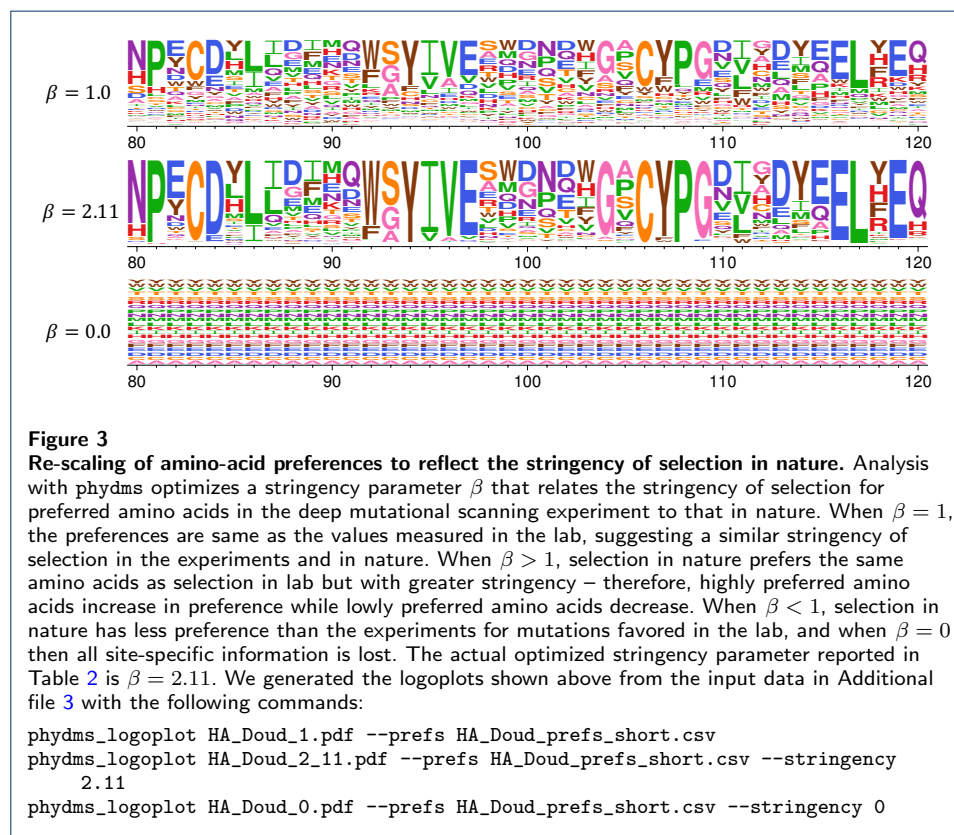 β = 1.0
80 90 100 110 120
β = 2.11
80 90 100 110 120
β = 0.0
80 90 100 110 120
Figure 3
Re-scaling of amino-acid preferences to reflect the stringency of selection in nature. Analysis
with phydms optimizes a stringency parameter β that relates the stringency of selection for
preferred amino acids in the deep mutational scanning experiment to that in nature. When β = 1,
the preferences are same as the values measured in the lab, suggesting a similar stringency of
selection in the experiments and in nature. When β > 1, selection in nature prefers the same
amino acids as selection in lab but with greater stringency – therefore, highly preferred amino
acids increase in preference while lowly preferred amino acids decrease. When β < 1, selection in
nature has less preference than the experiments for mutations favored in the lab, and when β = 0
then all site-specific information is lost. The actual optimized stringency parameter reported in
Table 2 is β = 2.11. We generated the logoplots shown above from the input data in Additional
file 3 with the following commands:
phydms_logoplot HA_Doud_1.pdf --prefs HA_Doud_prefs_short.csv
phydms_logoplot HA_Doud_2_11.pdf --prefs HA_Doud_prefs_short.csv --stringency
2.11
phydms_logoplot HA_Doud_0.pdf --prefs HA_Doud_prefs_short.csv --stringency 0